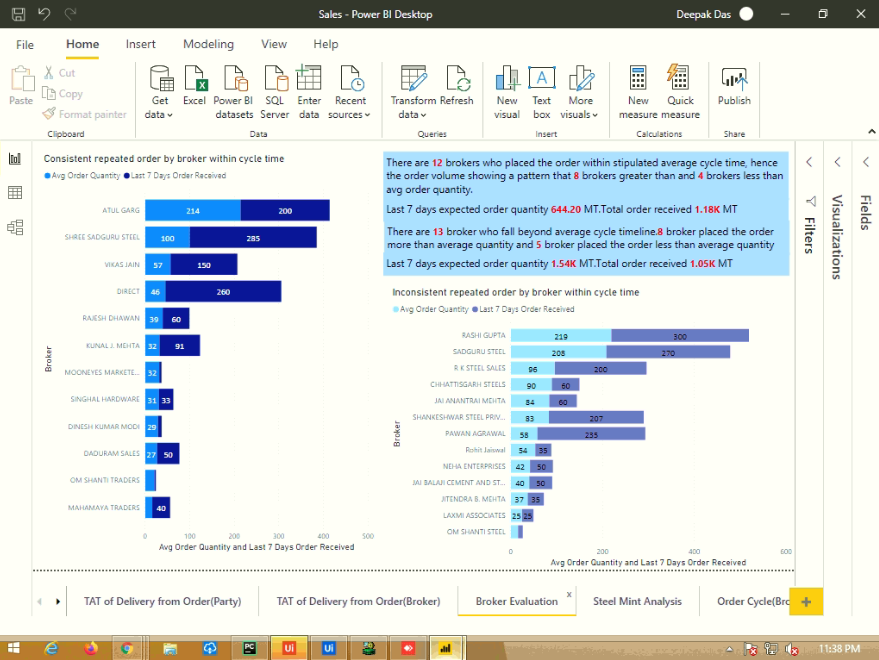 Sales - Power BI Desktop
Deepak Das
File Home Insert Modeling View Help
Paste
Cut
Copy
Format painter
Get data
Excel
Power BI datasets
SQL Server
Enter data
Recent sources
Transform data
Refresh
New visual
Text box
More visuals
New measure
Quick measure
Publish
Clipboard Data Queries Insert Calculations Share
Consistent repeated order by broker within cycle time
Avg Order Quantity Last 7 Days Order Received
Broker
ATUL GARG 214 200
SHREE SADGURU STEEL 100 285
VIKAS JAIN 57 150
DIRECT 46 260
RAJESH DHAWAN 39 60
KUNAL J. MEHTA 32 91
MOONEYES MARKETE... 32
SINGHAL HARDWARE 31 33
DINESH KUMAR MODI 29
DADURAM SALES 27 50
OM SHANTI TRADERS
MAHAMAYA TRADERS 40
0 100 200 300 400 500
Avg Order Quantity and Last 7 Days Order Received
There are 12 brokers who placed the order within stipulated average cycle time, hence
the order volume showing a pattern that 8 brokers greater than and 4 brokers less than
avg order quantity.
Last 7 days expected order quantity 644.20 MT.Total order received 1.18K MT
There are 13 broker who fall beyond average cycle timeline.8 broker placed the order
more than average quantity and 5 broker placed the order less than average quantity
Last 7 days expected order quantity 1.54K MT.Total order received 1.05K MT
Inconsistent repeated order by broker within cycle time
Avg Order Quantity Last 7 Days Order Received
Broker
RASHI GUPTA 219 300
SADGURU STEEL 208 270
R K STEEL SALES 96 200
CHHATTISGARH STEELS 90 60
JAI ANANTRAI MEHTA 84 60
SHANKESHWAR STEEL PRIV... 83 207
PAWAN AGRAWAL 58 235
Rohit Jaiswal 54 35
NEHA ENTERPRISES 42 50
JAI BALAJI CEMENT AND ST... 40 50
JITENDRA B. MEHTA 37 35
LAXMI ASSOCIATES 25 25
OM SHANTI STEEL
0 200 400 600
Avg Order Quantity and Last 7 Days Order Received
Filters
Visualizations
Fields
TAT of Delivery from Order(Party) TAT of Delivery from Order(Broker) Broker Evaluation x Steel Mint Analysis Order Cycle(Brc +
PC Ui Ui
11:38 PM